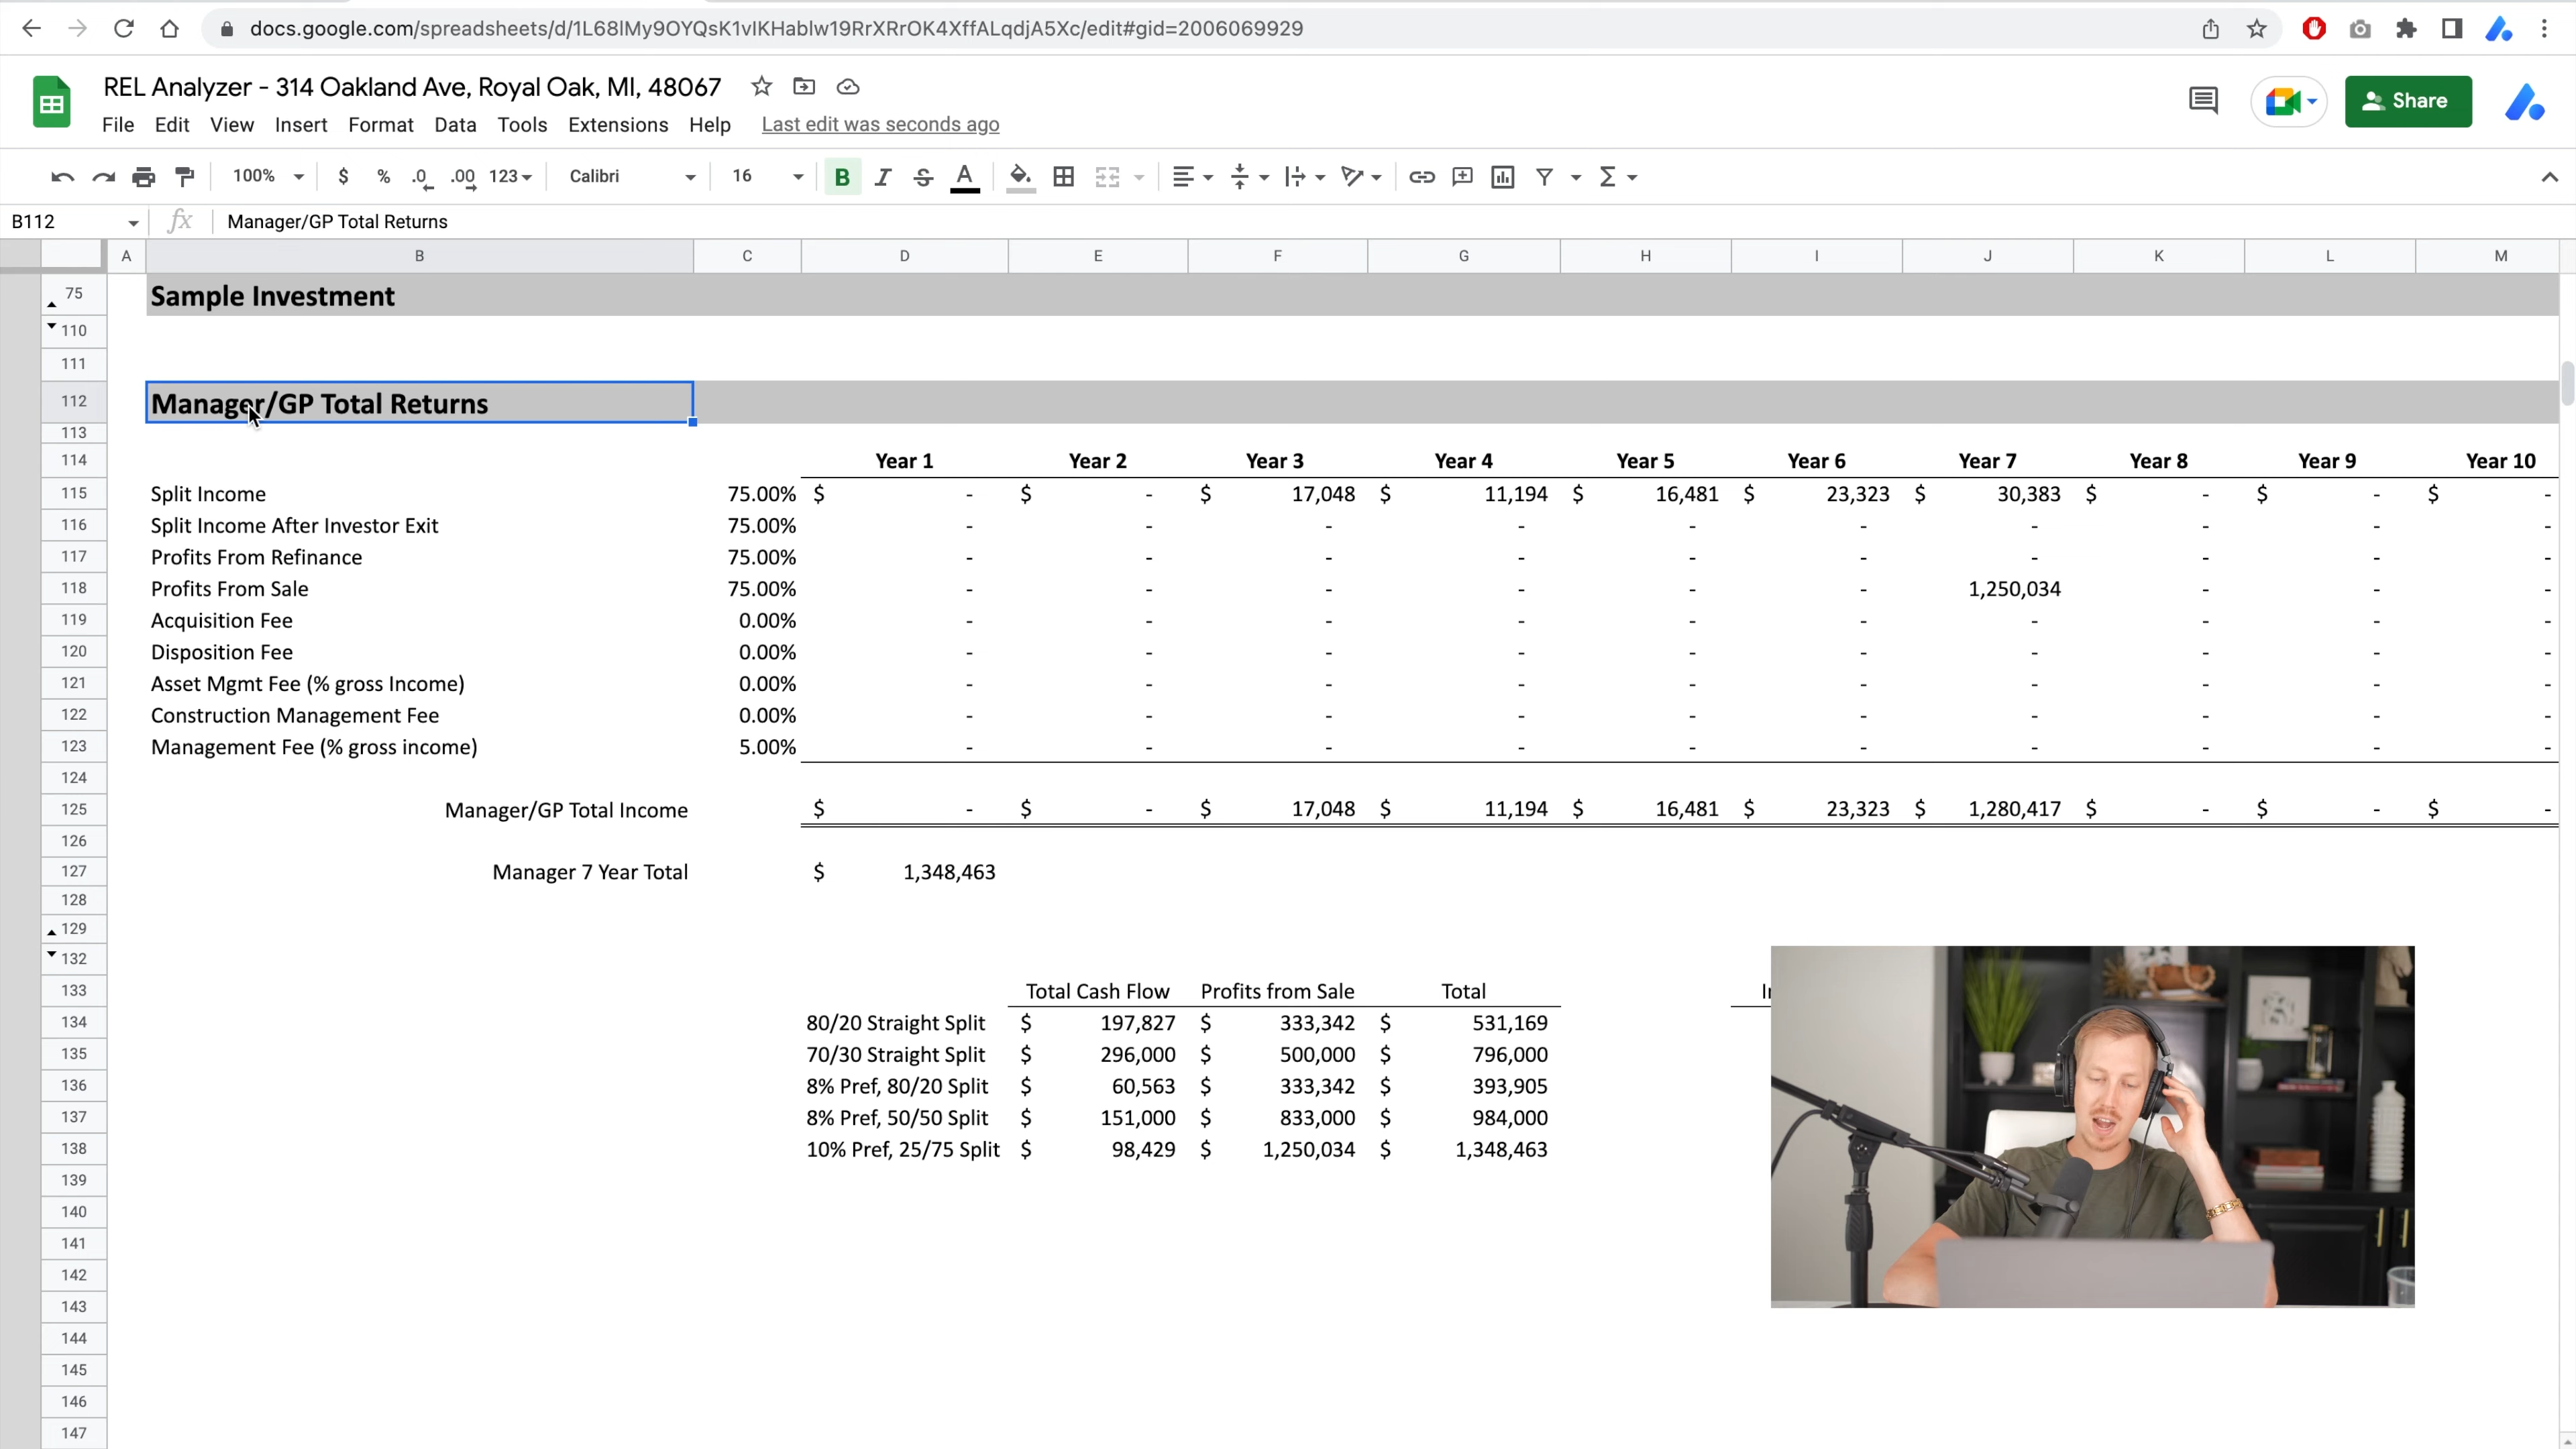 docs.google.com/spreadsheets/d/1L68lMy9OYQsK1vIKHablw19RrXRrOK4XffALqdjA5Xc/edit#gid=2006069929
REL Analyzer - 314 Oakland Ave, Royal Oak, MI, 48067
File Edit View Insert Format Data Tools Extensions Help Last edit was seconds ago
Share
100% $ % .0 .00 123 Calibri 16 B I S A Σ
B112 fx Manager/GP Total Returns
A B C D E F G H I J K L M
75 Sample Investment
110
111
112 Manager/GP Total Returns
113
114 Year 1 Year 2 Year 3 Year 4 Year 5 Year 6 Year 7 Year 8 Year 9 Year 10
115 Split Income 75.00% $ - $ - $ 17,048 $ 11,194 $ 16,481 $ 23,323 $ 30,383 $ - $ - $ -
116 Split Income After Investor Exit 75.00% - - - - - - - - - -
117 Profits From Refinance 75.00% - - - - - - - - - -
118 Profits From Sale 75.00% - - - - - - 1,250,034 - - -
119 Acquisition Fee 0.00% - - - - - - - - - -
120 Disposition Fee 0.00% - - - - - - - - - -
121 Asset Mgmt Fee (% gross Income) 0.00% - - - - - - - - - -
122 Construction Management Fee 0.00% - - - - - - - - - -
123 Management Fee (% gross income) 5.00% - - - - - - - - - -
124
125 Manager/GP Total Income $ - $ - $ 17,048 $ 11,194 $ 16,481 $ 23,323 $ 1,280,417 $ - $ - $ -
126
127 Manager 7 Year Total $ 1,348,463
128
129
132
133 Total Cash Flow Profits from Sale Total
134 80/20 Straight Split $ 197,827 $ 333,342 $ 531,169
135 70/30 Straight Split $ 296,000 $ 500,000 $ 796,000
136 8% Pref, 80/20 Split $ 60,563 $ 333,342 $ 393,905
137 8% Pref, 50/50 Split $ 151,000 $ 833,000 $ 984,000
138 10% Pref, 25/75 Split $ 98,429 $ 1,250,034 $ 1,348,463
139
140
141
142
143
144
145
146
147